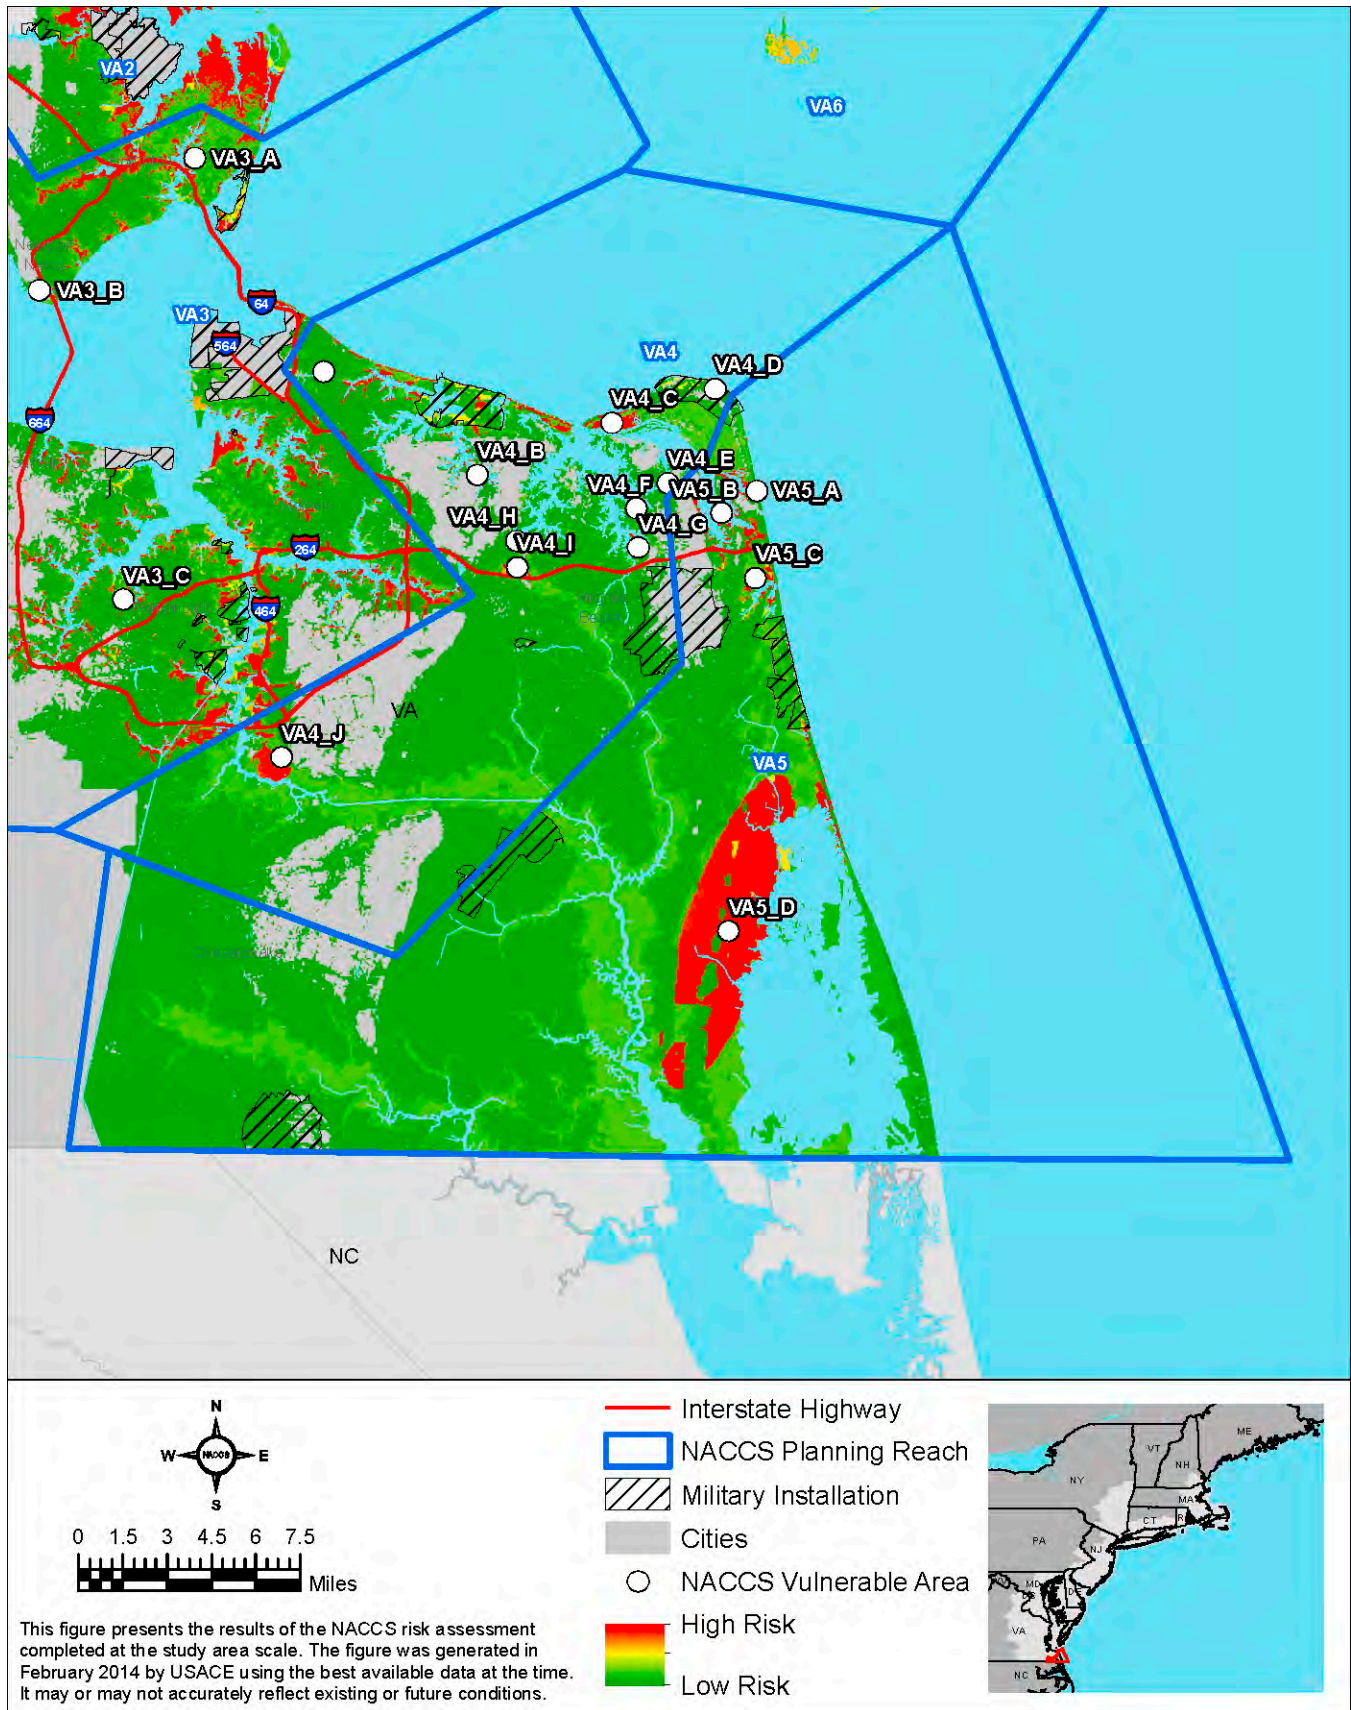 VA2
VA6
VA3_A
VA3_B
64
VA3
564
VA4
VA4_D
664
VA4_C
VA4_B
VA4_E
VA4_F
VA5_B
VA5_A
VA4_H
VA4_G
264
VA4_I
VA5_C
VA3_C
464
VA
VA4_J
VA5
VA5_D
NC
N
W
NACCS
E
S
0 1.5 3 4.5 6 7.5
Miles
This figure presents the results of the NACCS risk assessment
completed at the study area scale. The figure was generated in
February 2014 by USACE using the best available data at the time.
It may or may not accurately reflect existing or future conditions.
Interstate Highway
NACCS Planning Reach
Military Installation
Cities
NACCS Vulnerable Area
High Risk
Low Risk
ME
VT
NH
NY
MA
CT
PA
NJ
MD
VA
NC